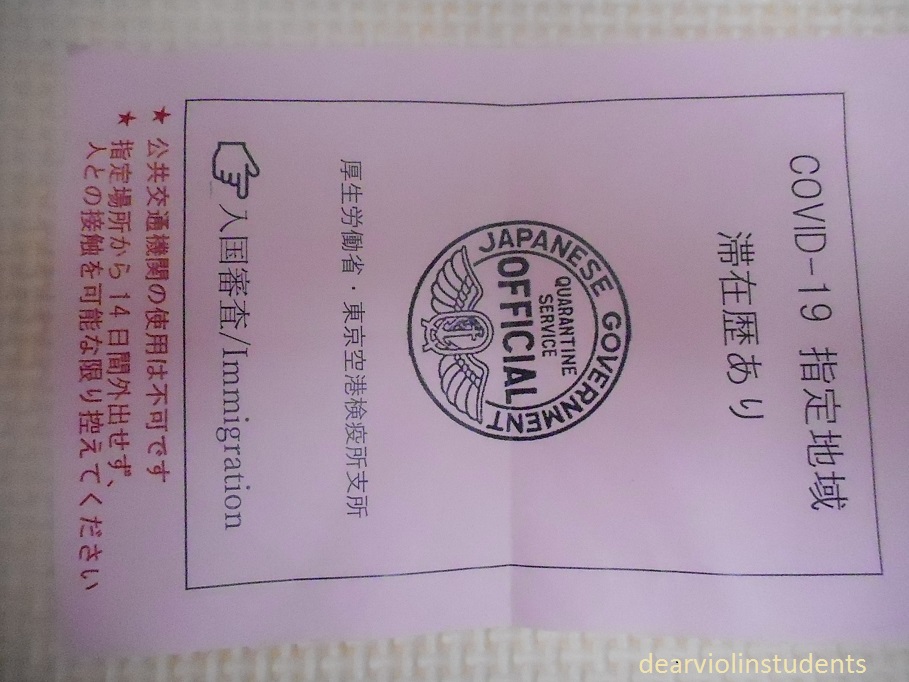 COVID-19 指定地域
滞在歴あり
JAPANESE GOVERNMENT
QUARANTINE
SERVICE
OFFICIAL
厚生労働省・東京空港検疫所支所
入国審査/Immigration
★ 公共交通機関の使用は不可です
★ 指定場所から 14 日間外出せず、
人との接触を可能な限り控えてください
dearviolinstudents